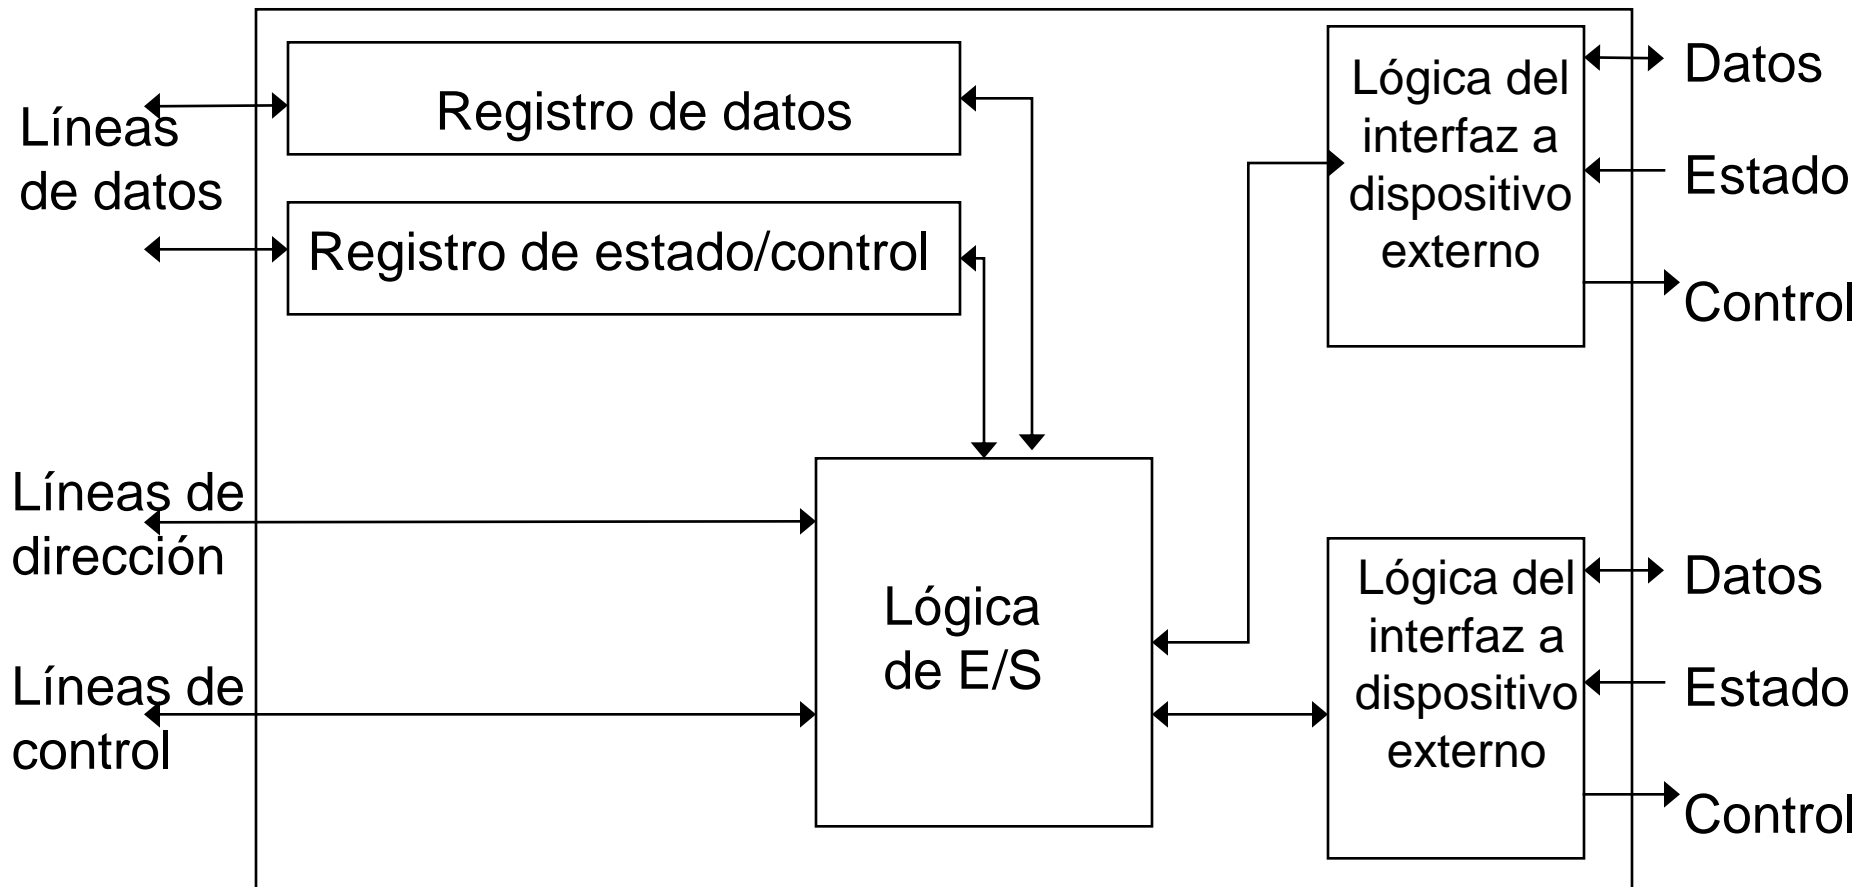 Líneas
de datos
Registro de datos
Registro de estado/control
Líneas de
dirección
Líneas de
control
Lógica
de E/S
Lógica del
interfaz a
dispositivo
externo
Datos
Estado
Control
Lógica del
interfaz a
dispositivo
externo
Datos
Estado
Control